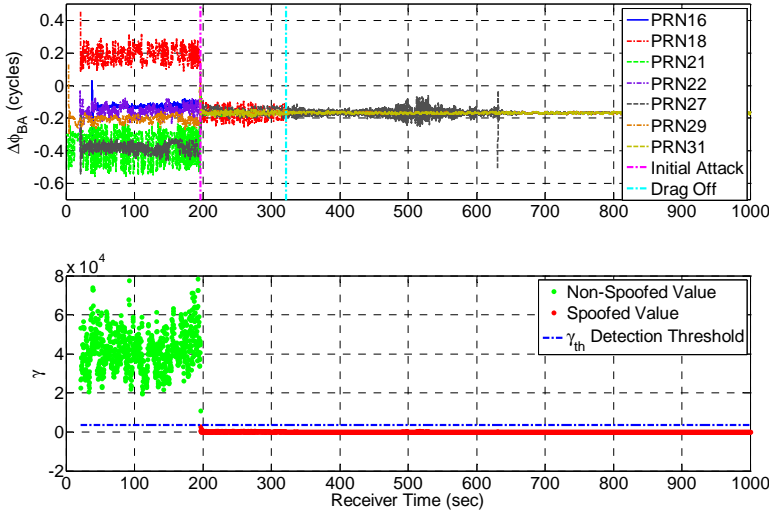 0.4
0.2
0
-0.2
-0.4
-0.6
Δϕ_BA (cycles)
0 100 200 300 400 500 600 700 800 900 1000
PRN16
PRN18
PRN21
PRN22
PRN27
PRN29
PRN31
Initial Attack
Drag Off
x 10^4
8
6
4
2
0
-2
γ
Non-Spoofed Value
Spoofed Value
γ_th Detection Threshold
0 100 200 300 400 500 600 700 800 900 1000
Receiver Time (sec)